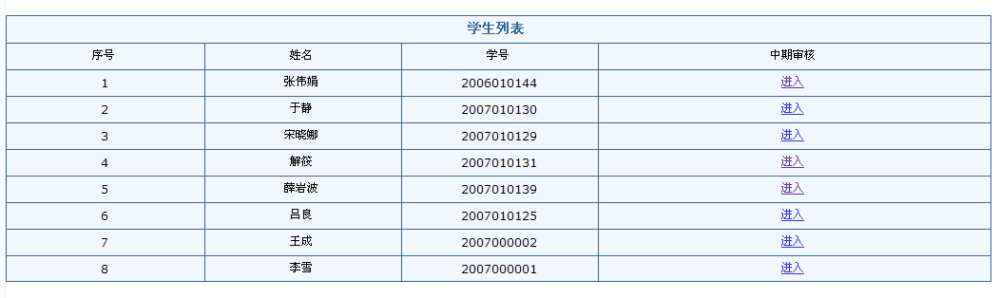 学生列表
序号 姓名 学号 中期审核
1 张伟娟 2006010144 进入
2 于静 2007010130 进入
3 宋晓娜 2007010129 进入
4 解筱 2007010131 进入
5 薛岩波 2007010139 进入
6 吕良 2007010125 进入
7 王成 2007000002 进入
8 李雪 2007000001 进入